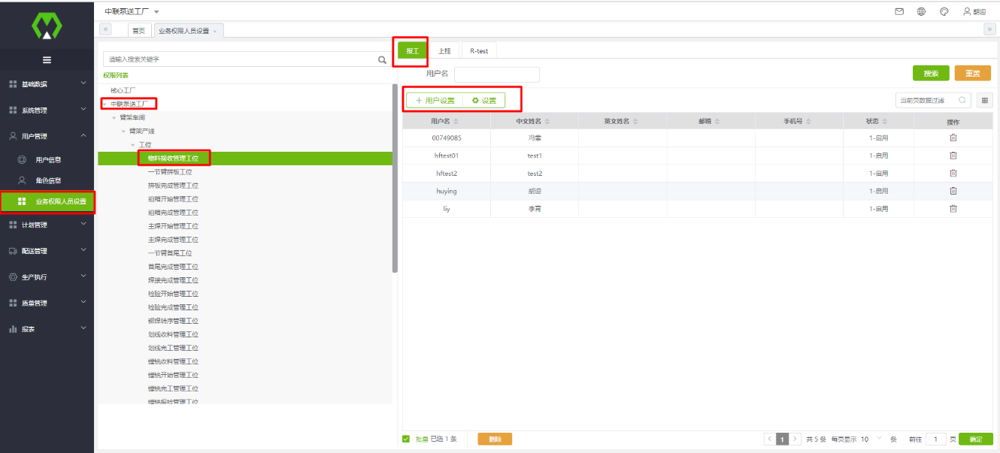 中联泵送工厂
胡迎
首页 业务权限人员设置
基础数据
系统管理
用户管理
用户信息
角色信息
业务权限人员设置
计划管理
配送管理
生产执行
质量管理
报表
请输入搜索关键字
权限列表
核心工厂
中联泵送工厂
臂架车间
臂架产线
工位
物料接收管理工位
一节臂拼板工位
拼板完成管理工位
组箱开始管理工位
组箱完成管理工位
主焊开始管理工位
主焊完成管理工位
一节臂首尾工位
首尾完成管理工位
焊接完成管理工位
检验开始管理工位
检验完成管理工位
铆焊转序管理工位
划线收料管理工位
划线完工管理工位
镗铣收料管理工位
镗铣开始管理工位
镗铣完工管理工位
镗铣报检管理工位
报工 上挂 R-test
用户名
搜索 重置
用户设置 设置
当前页数据过滤
用户名 中文姓名 英文姓名 邮箱 手机号 状态 操作
00749085 冯雷 1-启用
hftest01 test1 1-启用
hftest2 test2 1-启用
huying 胡迎 1-启用
liy 李育 1-启用
批量 已选 1 条 删除
1 共 5 条 每页显示 10 条 前往 1 页 确定